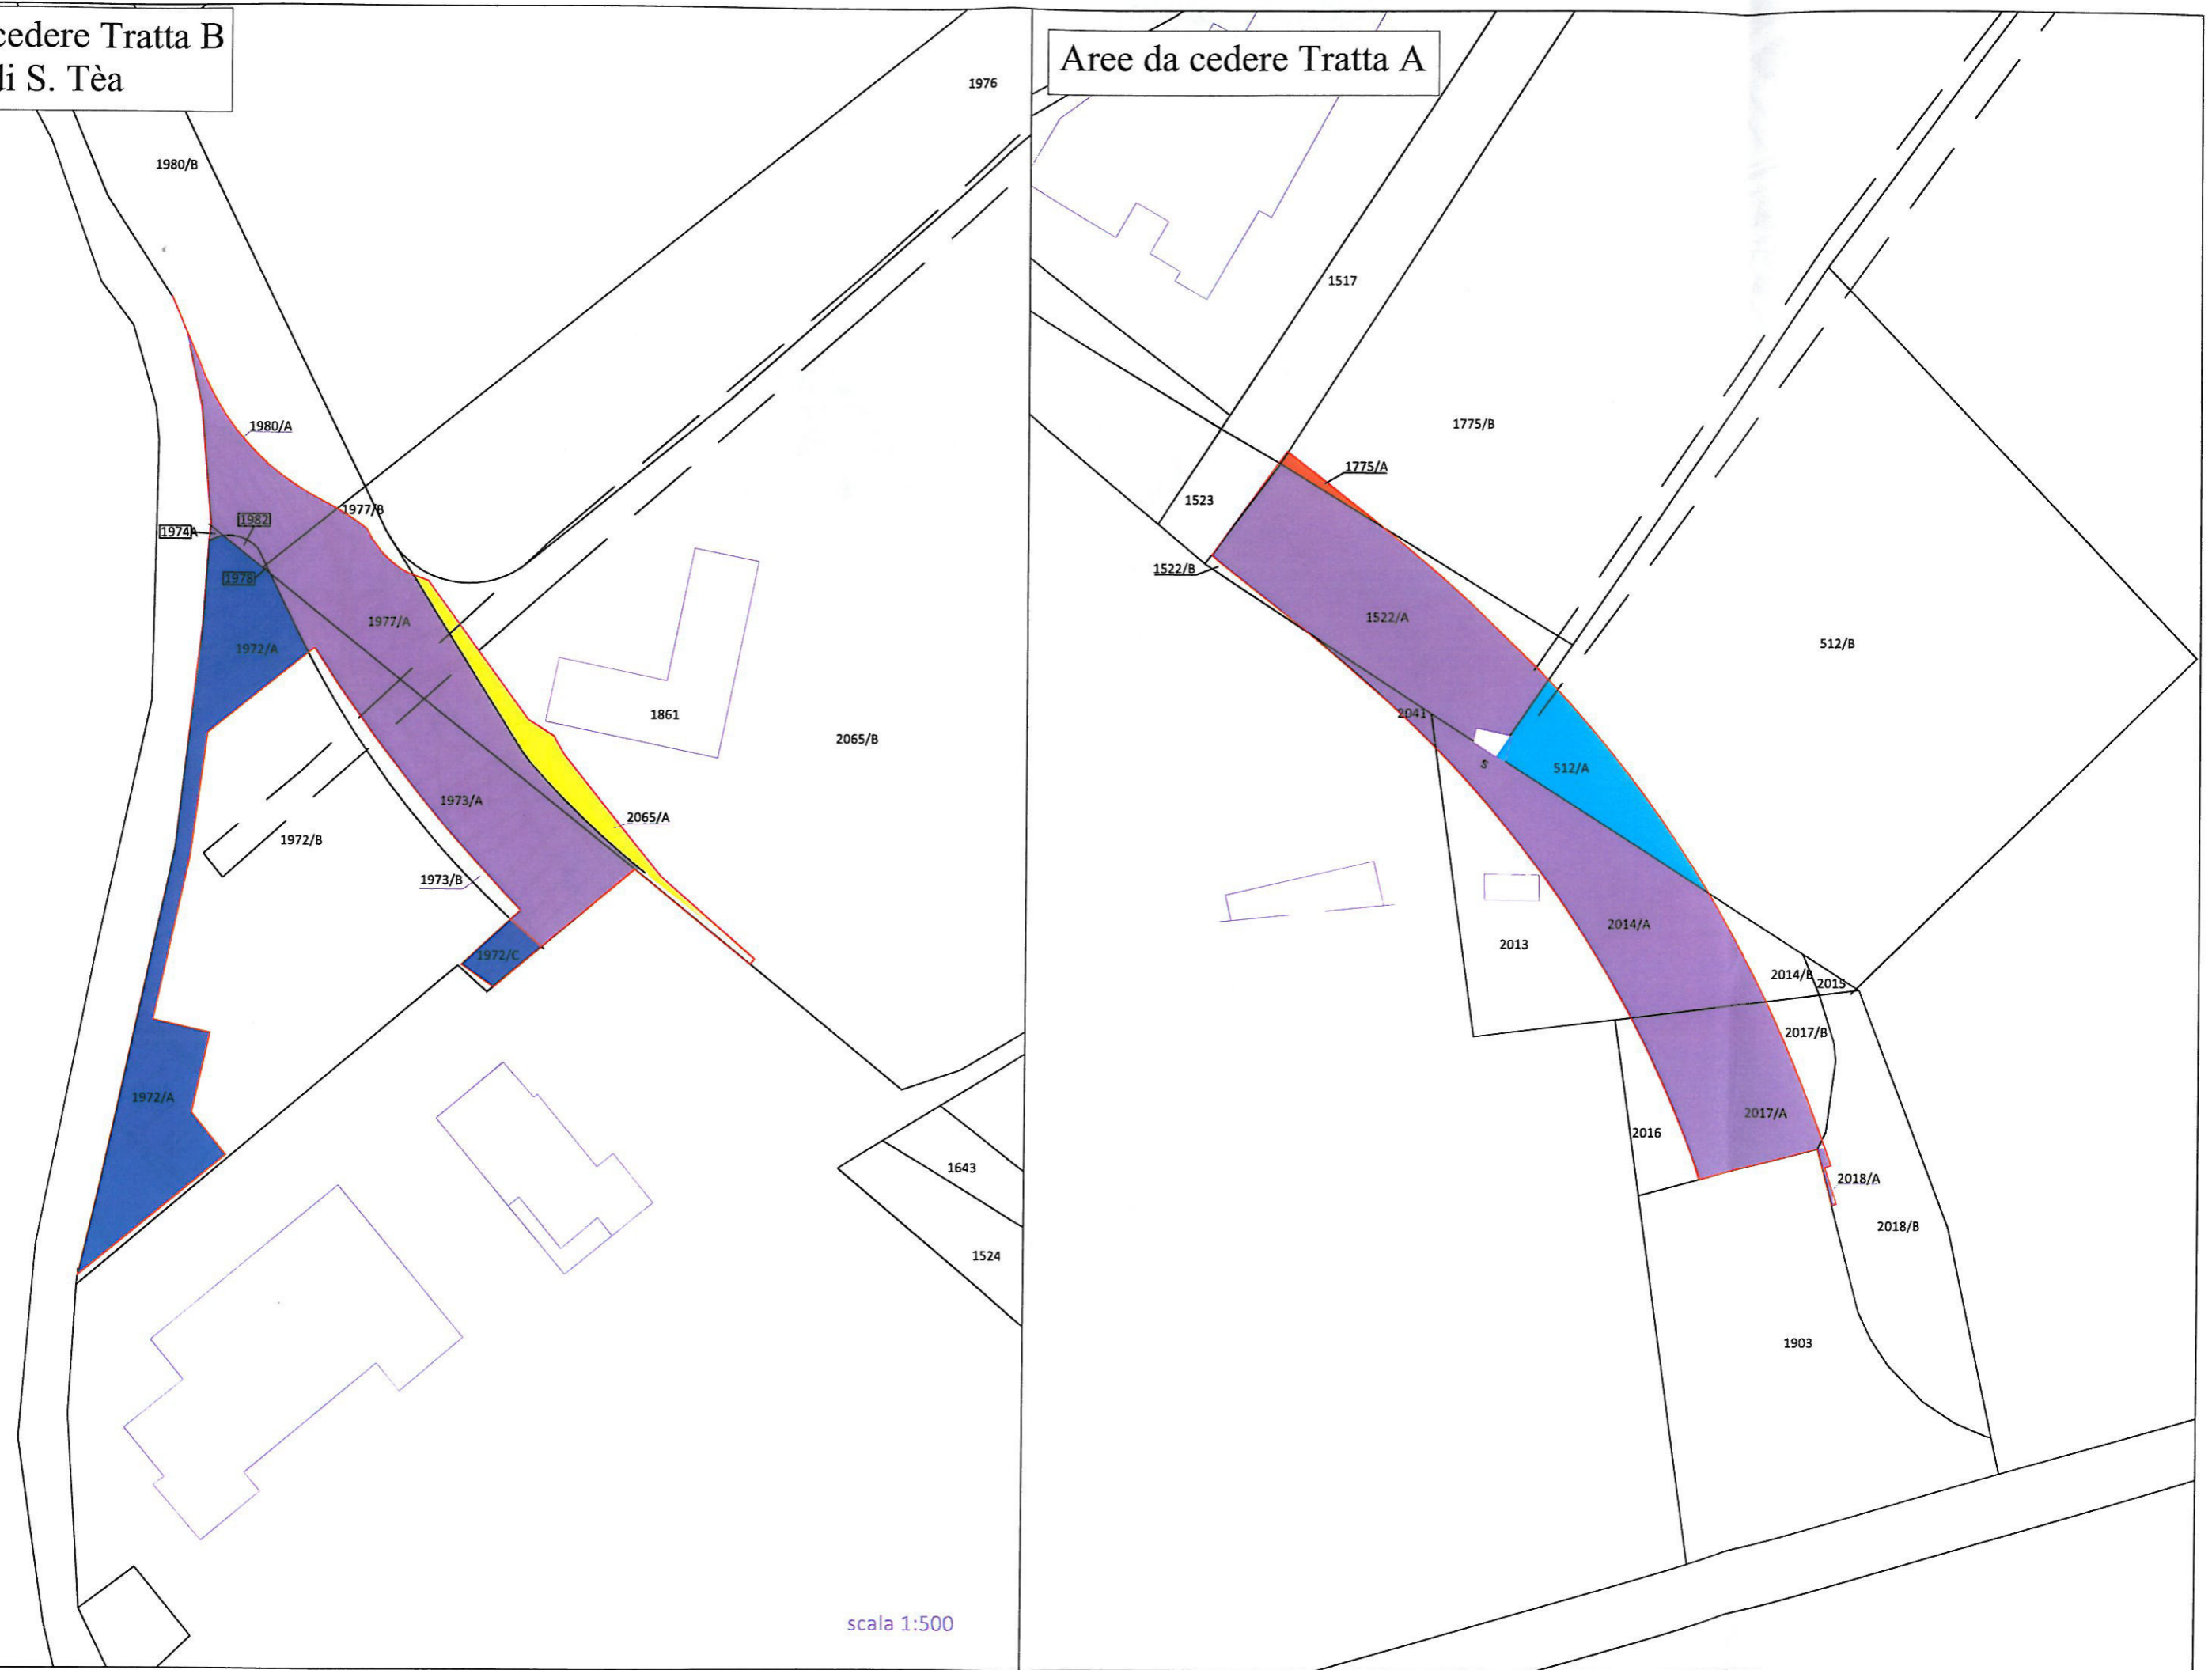 cedere Tratta B
di S. Tèa
1976
1980/B
1980/A
1977/B
1982
1974A
1978
1977/A
1972/A
1861
2065/B
1973/A
2065/A
1972/B
1973/B
1972/C
1972/A
1643
1524
scala 1:500
Aree da cedere Tratta A
1517
1775/B
1775/A
1523
1522/B
1522/A
512/B
2041
S
512/A
2014/A
2013
2014/B
2015
2017/B
2017/A
2016
2018/A
2018/B
1903